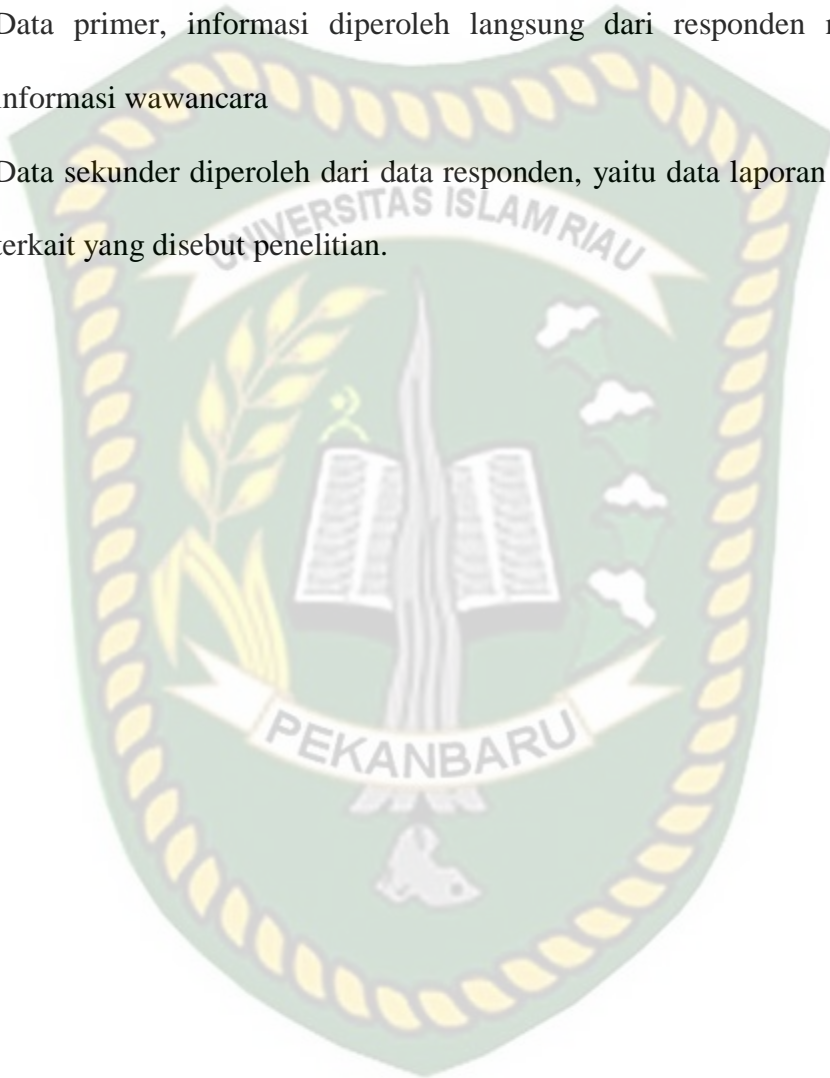 Data primer, informasi diperoleh langsung dari responden
informasi wawancara
Data sekunder diperoleh dari data responden, yaitu data laporan
terkait yang disebut penelitian.
UNIVERSITAS ISLAM RIAU
PEKANBARU